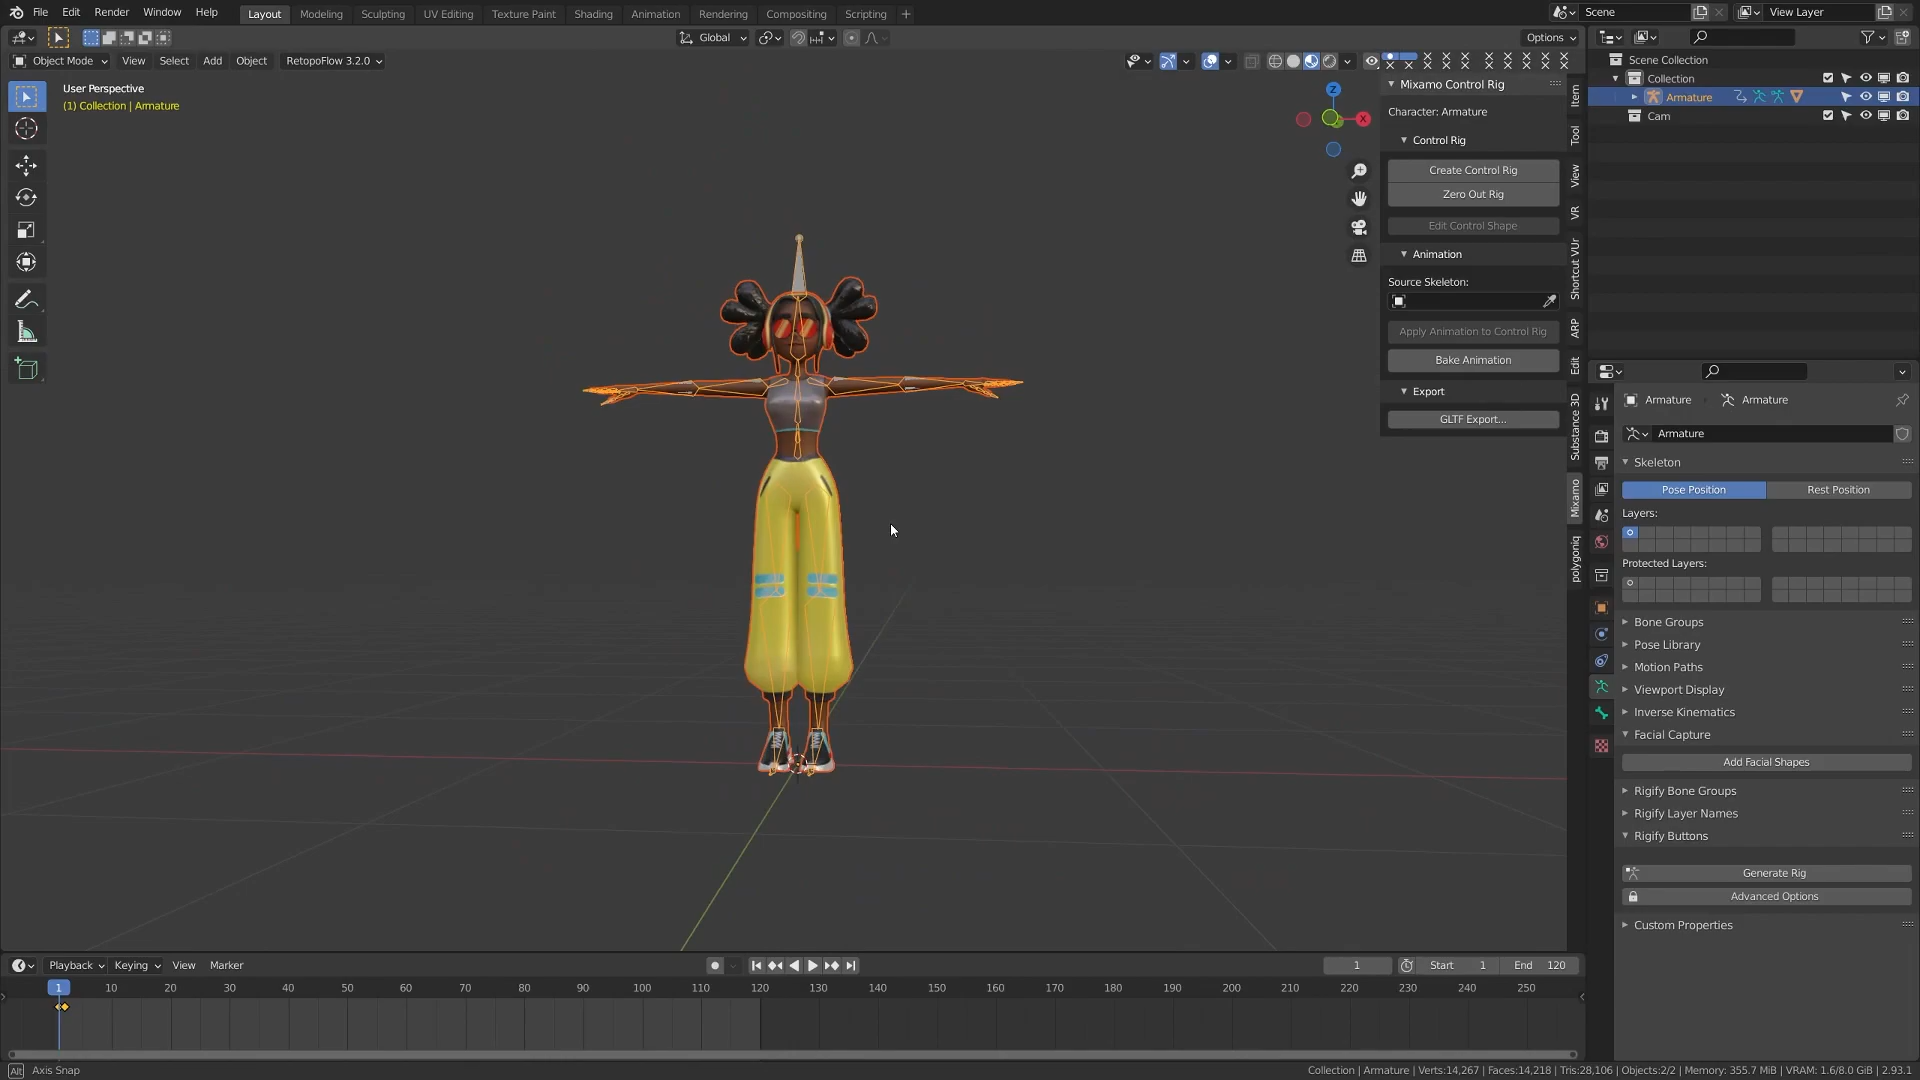 File Edit Render Window Help Layout Modeling Sculpting UV Editing Texture Paint Shading Animation Rendering Compositing Scripting + Scene View Layer
Global Options
Object Mode View Select Add Object RetopoFlow 3.2.0
User Perspective
(1) Collection | Armature
Z
X
Mixamo Control Rig
Character: Armature
Control Rig
Create Control Rig
Zero Out Rig
Edit Control Shape
Animation
Source Skeleton:
Apply Animation to Control Rig
Bake Animation
Export
GLTF Export...
Item
Tool
View
VR
Shortcut VUr
ARP
Edit
Substance 3D
Mixamo
polygoniq
Scene Collection
Collection
Armature
Cam
Armature Armature
Armature
Skeleton
Pose Position Rest Position
Layers:
Protected Layers:
Bone Groups
Pose Library
Motion Paths
Viewport Display
Inverse Kinematics
Facial Capture
Add Facial Shapes
Rigify Bone Groups
Rigify Layer Names
Rigify Buttons
Generate Rig
Advanced Options
Custom Properties
Playback Keying View Marker 1 Start 1 End 120
1 10 20 30 40 50 60 70 80 90 100 110 120 130 140 150 160 170 180 190 200 210 220 230 240 250
Alt Axis Snap Collection | Armature | Verts:14,267 | Faces:14,218 | Tris:28,106 | Objects:2/2 | Memory: 355.7 MiB | VRAM: 1.6/8.0 GiB | 2.93.1